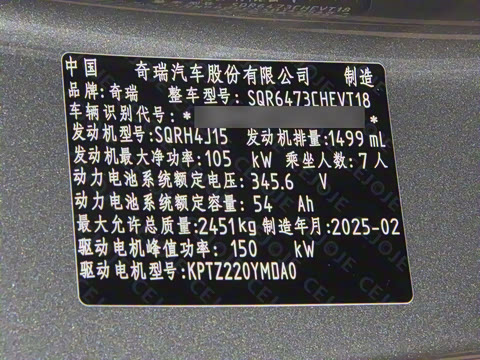 中国 奇瑞汽车股份有限公司 制造
品牌:奇瑞 整车型号:SQR6473CHEVT18
车辆识别代号:* *
发动机型号:SQRH4J15 发动机排量:1499 mL
发动机最大净功率:105 kW 乘坐人数:7人
动力电池系统额定电压:345.6 V
动力电池系统额定容量:54 Ah
最大允许总质量:2451kg 制造年月:2025-02
驱动电机峰值功率: 150 kW
驱动电机型号:KPTZ220YMDA0